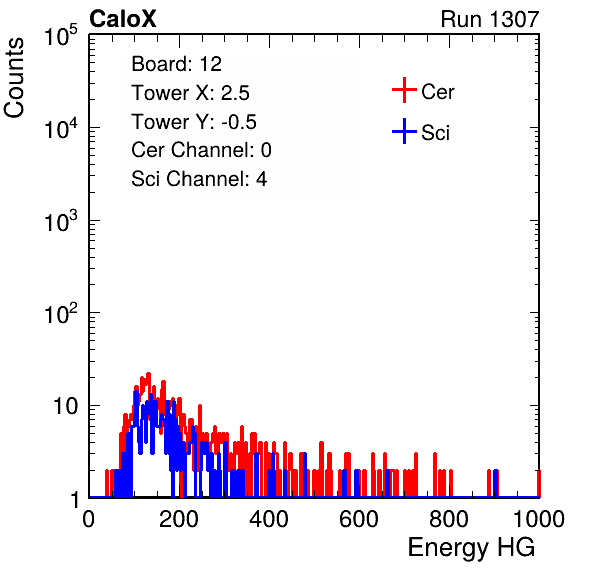 CaloX Run 1307
Counts
10^5
10^4
10^3
10^2
10
1
Board: 12
Tower X: 2.5
Tower Y: -0.5
Cer Channel: 0
Sci Channel: 4
Cer
Sci
0 200 400 600 800 1000
Energy HG